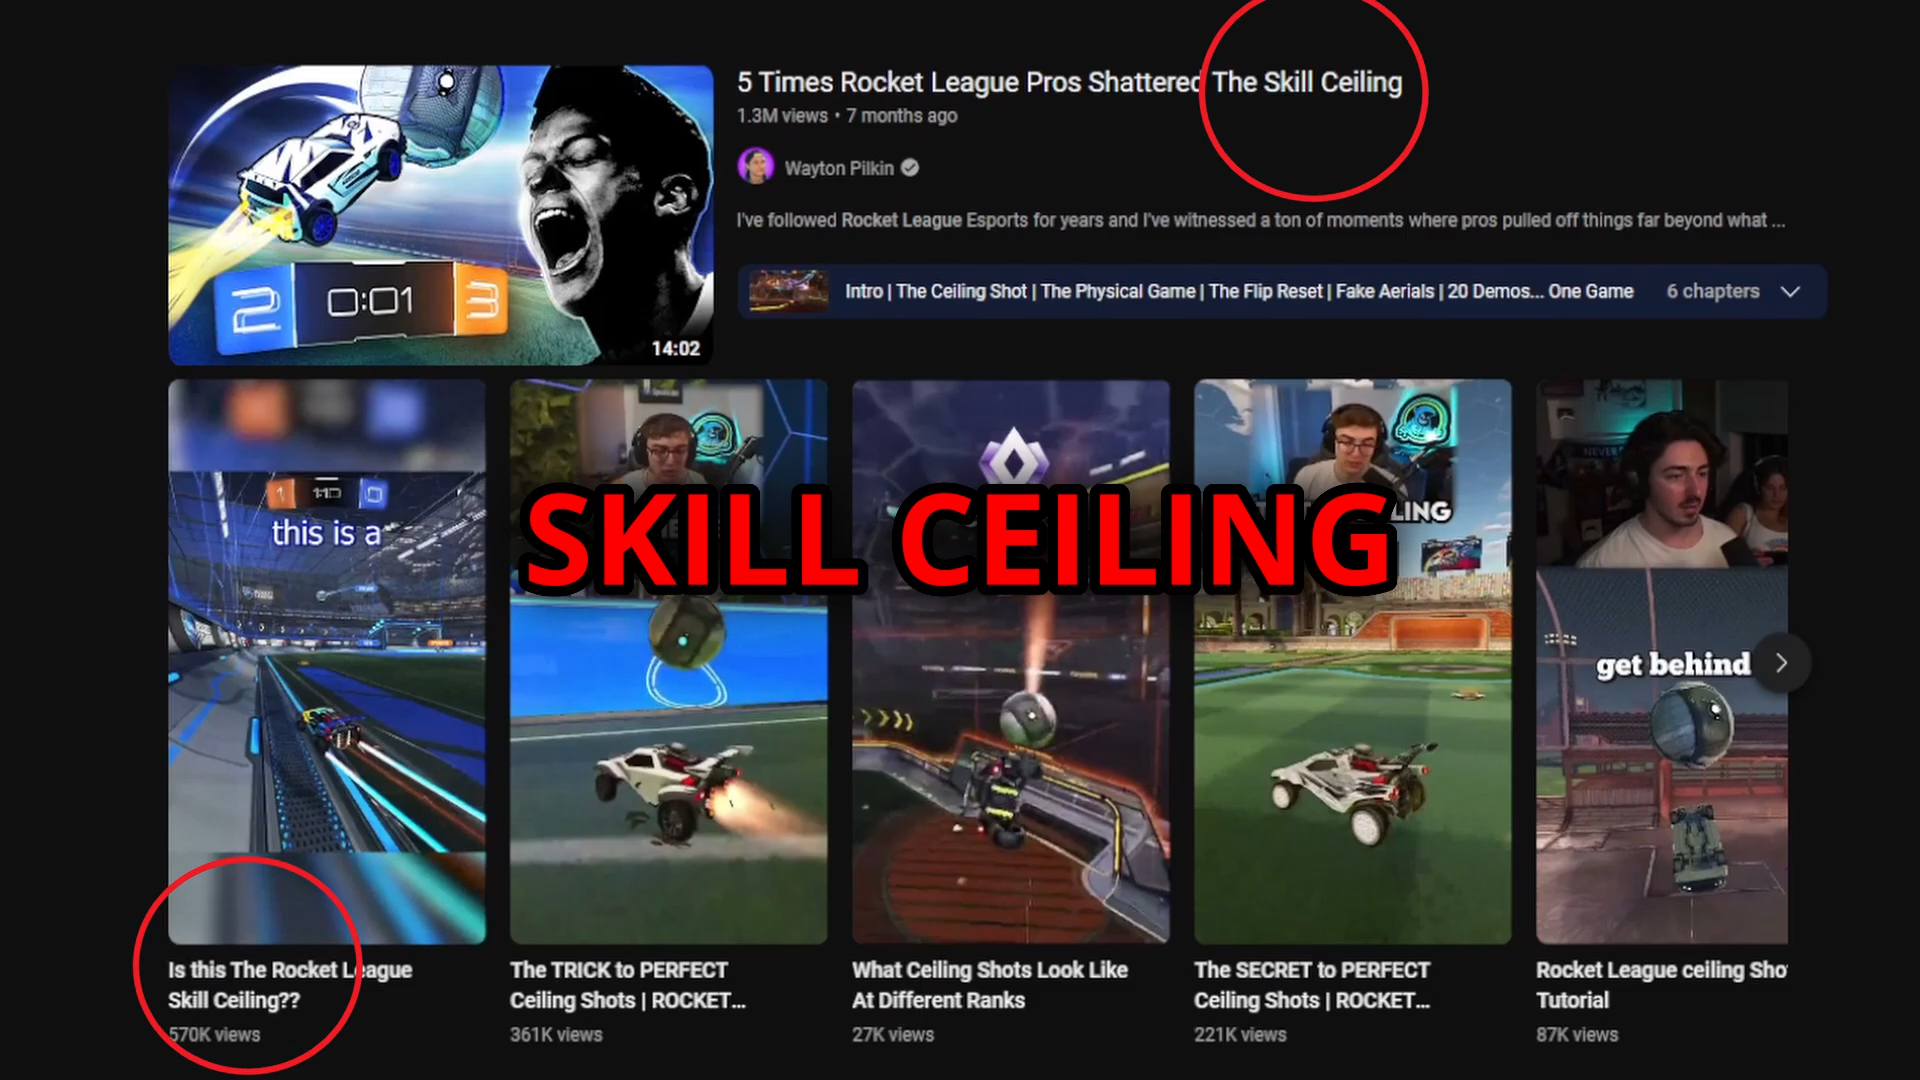 5 Times Rocket League Pros Shattered The Skill Ceiling
1.3M views • 7 months ago
Wayton Pilkin
I've followed Rocket League Esports for years and I've witnessed a ton of moments where pros pulled off things far beyond what ...
Intro | The Ceiling Shot | The Physical Game | The Flip Reset | Fake Aerials | 20 Demos... One Game 6 chapters
2 0:01 3
14:02
1 1:10 0
this is a
SKILL CEILING
LING
get behind
Is this The Rocket League
Skill Ceiling??
570K views
The TRICK to PERFECT
Ceiling Shots | ROCKET...
361K views
What Ceiling Shots Look Like
At Different Ranks
27K views
The SECRET to PERFECT
Ceiling Shots | ROCKET...
221K views
Rocket League ceiling Sho
Tutorial
87K views